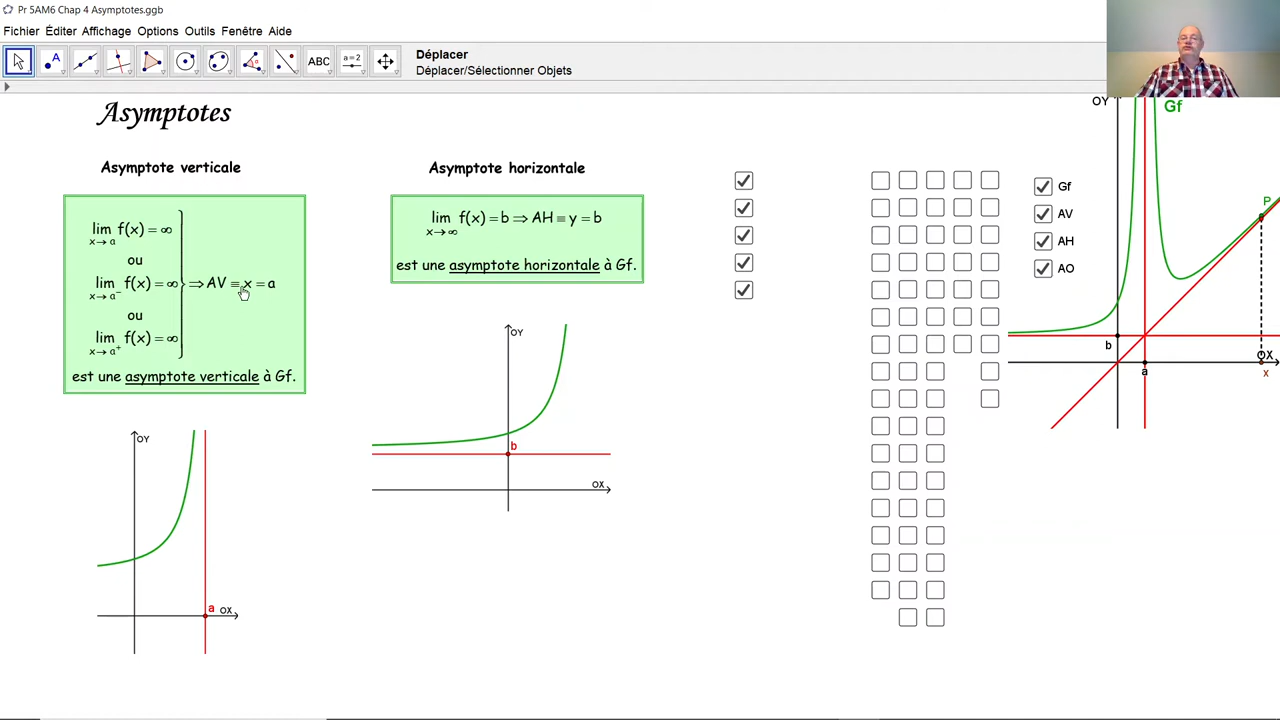 Pr 5AM6 Chap 4 Asymptotes.ggb
Fichier Éditer Affichage Options Outils Fenêtre Aide
A
ABC
a=2
Déplacer
Déplacer/Sélectionner Objets
Asymptotes
Asymptote verticale
lim f(x) = ∞
x→a
ou
lim f(x) = ∞ ⇒ AV ≡ x = a
x→a⁻
ou
lim f(x) = ∞
x→a⁺
est une asymptote verticale à Gf.
OY
a OX
Asymptote horizontale
lim f(x) = b ⇒ AH ≡ y = b
x→∞
est une asymptote horizontale à Gf.
OY
b
OX
Gf
AV
AH
AO
OY
Gf
P
b
OX
a
x